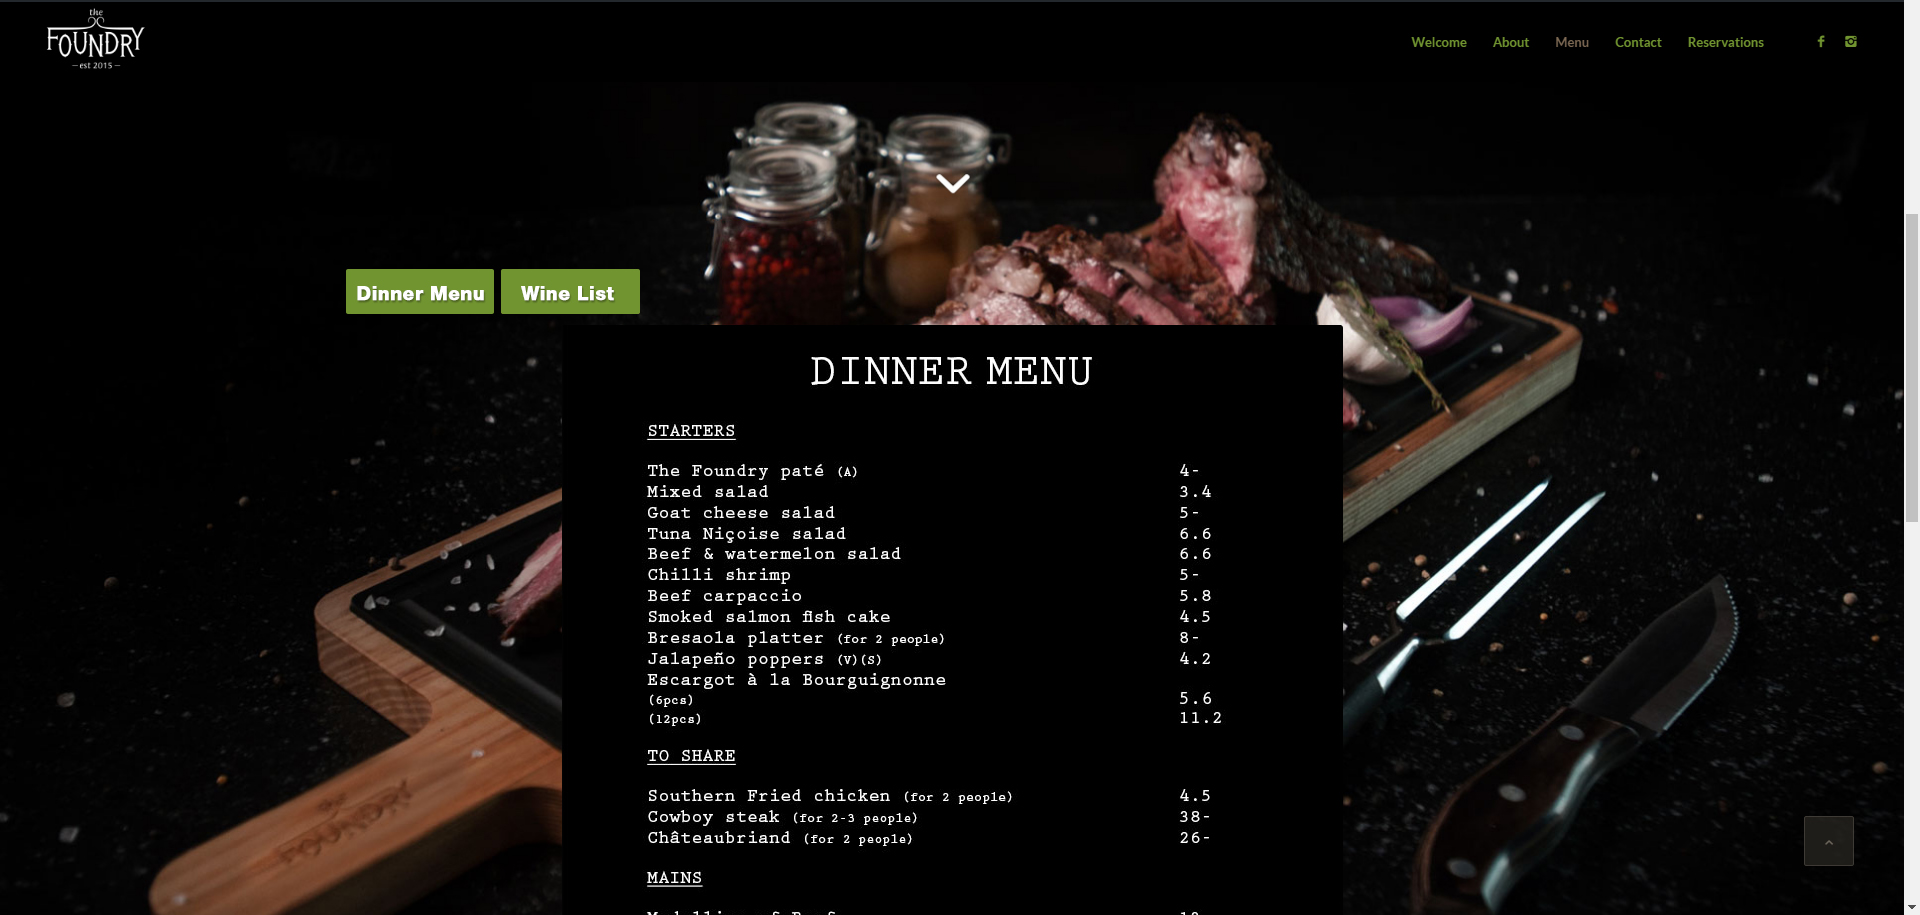 the
FOUNDRY
est 2015
Welcome About Menu Contact Reservations
Dinner Menu Wine List
DINNER MENU
STARTERS
The Foundry paté (A) 4-
Mixed salad 3.4
Goat cheese salad 5-
Tuna Niçoise salad 6.6
Beef & watermelon salad 6.6
Chilli shrimp 5-
Beef carpaccio 5.8
Smoked salmon fish cake 4.5
Bresaola platter (for 2 people) 8-
Jalapeño poppers (V)(S) 4.2
Escargot à la Bourguignonne
(6pcs) 5.6
(12pcs) 11.2
TO SHARE
Southern Fried chicken (for 2 people) 4.5
Cowboy steak (for 2-3 people) 38-
Châteaubriand (for 2 people) 26-
MAINS
FOUNDRY